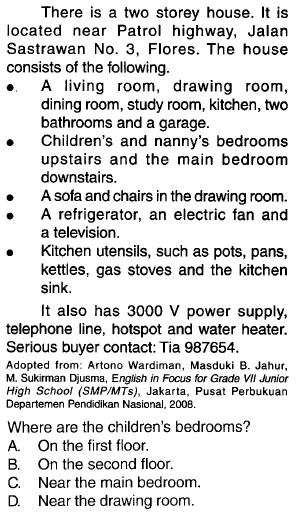 There is a two storey house. It is
located near Patrol highway, Jalan
Sastrawan No. 3, Flores. The house
consists of the following.
● A living room, drawing room,
dining room, study room, kitchen, two
bathrooms and a garage.
● Children's and nanny's bedrooms
upstairs and the main bedroom
downstairs.
● A sofa and chairs in the drawing room.
● A refrigerator, an electric fan and
a television.
● Kitchen utensils, such as pots, pans,
kettles, gas stoves and the kitchen
sink.
It also has 3000 V power supply,
telephone line, hotspot and water heater.
Serious buyer contact: Tia 987654.
Adopted from: Artono Wardiman, Masduki B. Jahur,
M. Sukirman Djusma, English in Focus for Grade VII Junior
High School (SMP/MTs), Jakarta, Pusat Perbukuan
Departemen Pendidikan Nasional, 2008.
Where are the children's bedrooms?
A. On the first floor.
B. On the second floor.
C. Near the main bedroom.
D. Near the drawing room.